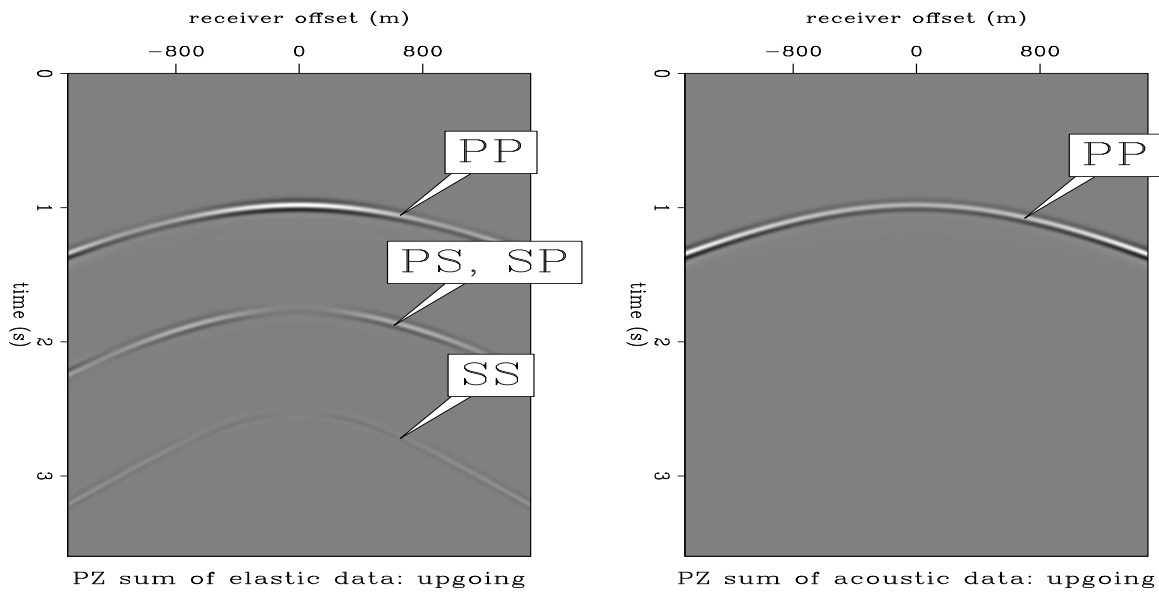 receiver offset (m)
−800 0 800
0
PP
1
PS, SP
time (s)
2
SS
3
PZ sum of elastic data: upgoing
receiver offset (m)
−800 0 800
0
PP
1
time (s)
2
3
PZ sum of acoustic data: upgoing